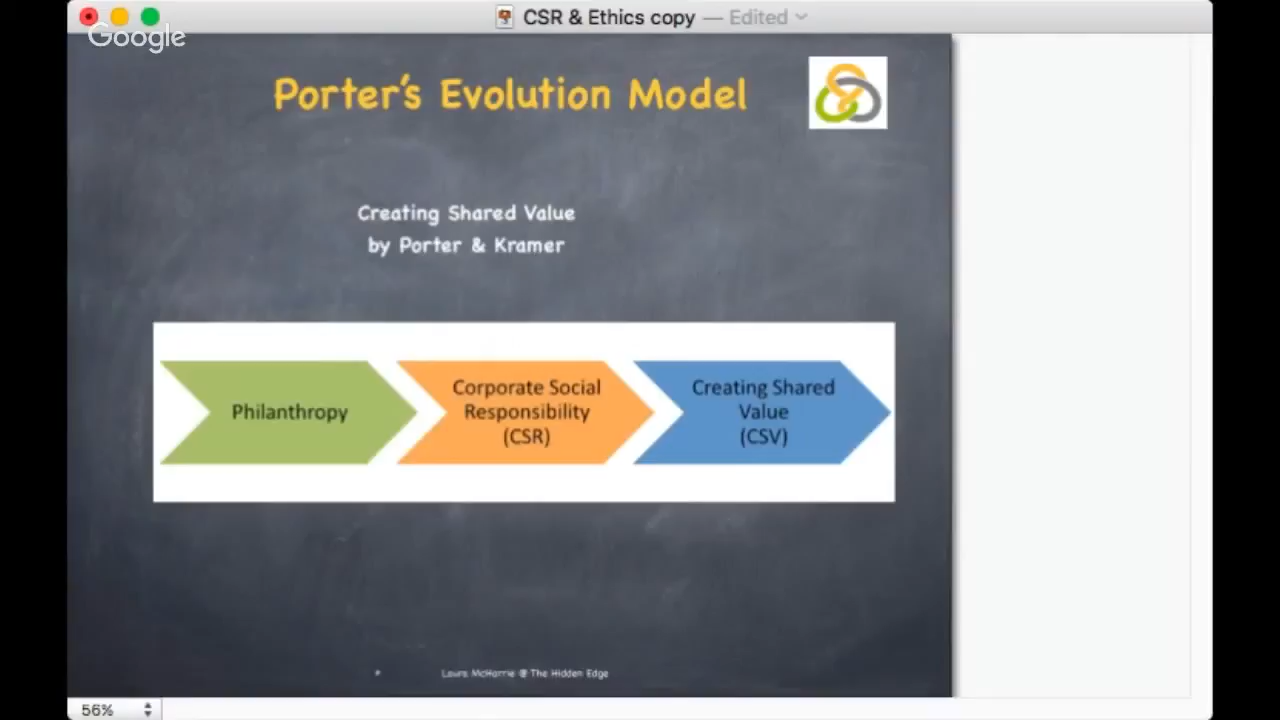 CSR & Ethics copy — Edited
Google
Porter's Evolution Model
Creating Shared Value
by Porter & Kramer
Philanthropy
Corporate Social
Responsibility
(CSR)
Creating Shared
Value
(CSV)
Laura McHarrie @ The Hidden Edge
56%